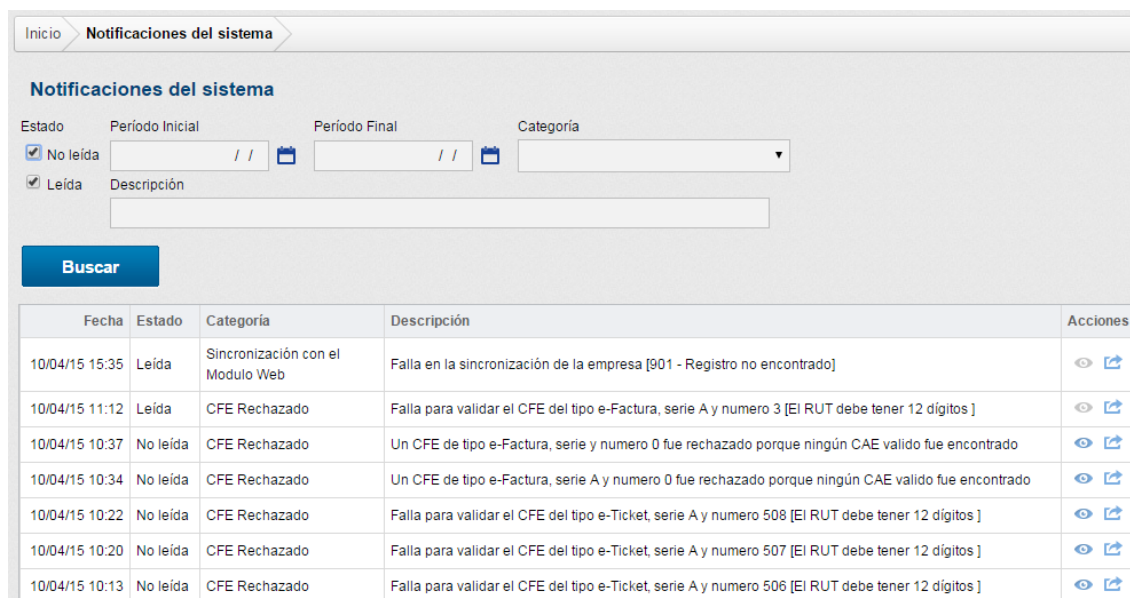 Inicio Notificaciones del sistema
Notificaciones del sistema
Estado Período Inicial Período Final Categoría
No leída / / / /
Leída Descripción
Buscar
Fecha Estado Categoría Descripción Acciones
10/04/15 15:35 Leída Sincronización con el Modulo Web Falla en la sincronización de la empresa [901 - Registro no encontrado]
10/04/15 11:12 Leída CFE Rechazado Falla para validar el CFE del tipo e-Factura, serie A y numero 3 [El RUT debe tener 12 dígitos ]
10/04/15 10:37 No leída CFE Rechazado Un CFE de tipo e-Factura, serie y numero 0 fue rechazado porque ningún CAE valido fue encontrado
10/04/15 10:34 No leída CFE Rechazado Un CFE de tipo e-Factura, serie A y numero 0 fue rechazado porque ningún CAE valido fue encontrado
10/04/15 10:22 No leída CFE Rechazado Falla para validar el CFE del tipo e-Ticket, serie A y numero 508 [El RUT debe tener 12 dígitos ]
10/04/15 10:20 No leída CFE Rechazado Falla para validar el CFE del tipo e-Ticket, serie A y numero 507 [El RUT debe tener 12 dígitos ]
10/04/15 10:13 No leída CFE Rechazado Falla para validar el CFE del tipo e-Ticket, serie A y numero 506 [El RUT debe tener 12 dígitos ]